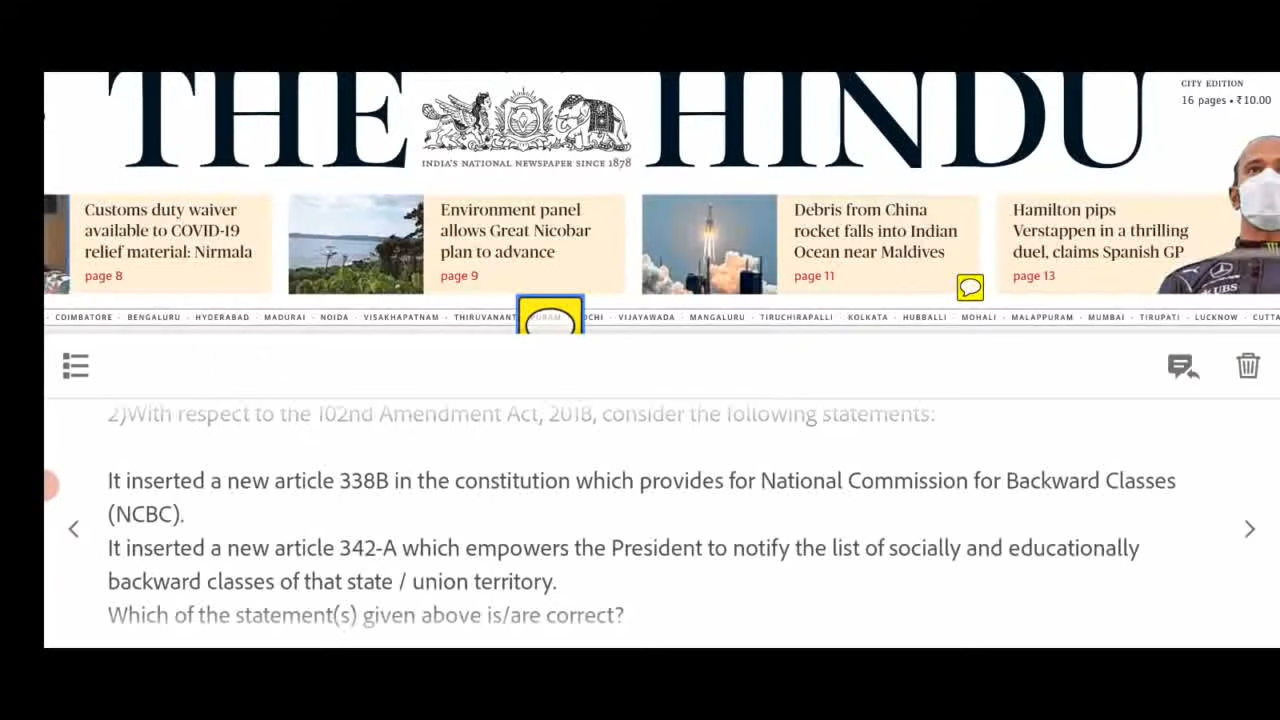 THE HINDU
CITY EDITION
16 pages • ₹10.00
INDIA'S NATIONAL NEWSPAPER SINCE 1878
Customs duty waiver
available to COVID-19
relief material: Nirmala
page 8
Environment panel
allows Great Nicobar
plan to advance
page 9
Debris from China
rocket falls into Indian
Ocean near Maldives
page 11
Hamilton pips
Verstappen in a thrilling
duel, claims Spanish GP
page 13
UBS
COIMBATORE · BENGALURU · HYDERABAD · MADURAI · NOIDA · VISAKHAPATNAM · THIRUVANANTHAPURAM · KOCHI · VIJAYAWADA · MANGALURU · TIRUCHIRAPALLI · KOLKATA · HUBBALLI · MOHALI · MALAPPURAM · MUMBAI · TIRUPATI · LUCKNOW · CUTTA
2)With respect to the 102nd Amendment Act, 2018, consider the following statements:
It inserted a new article 338B in the constitution which provides for National Commission for Backward Classes
(NCBC).
It inserted a new article 342-A which empowers the President to notify the list of socially and educationally
backward classes of that state / union territory.
Which of the statement(s) given above is/are correct?